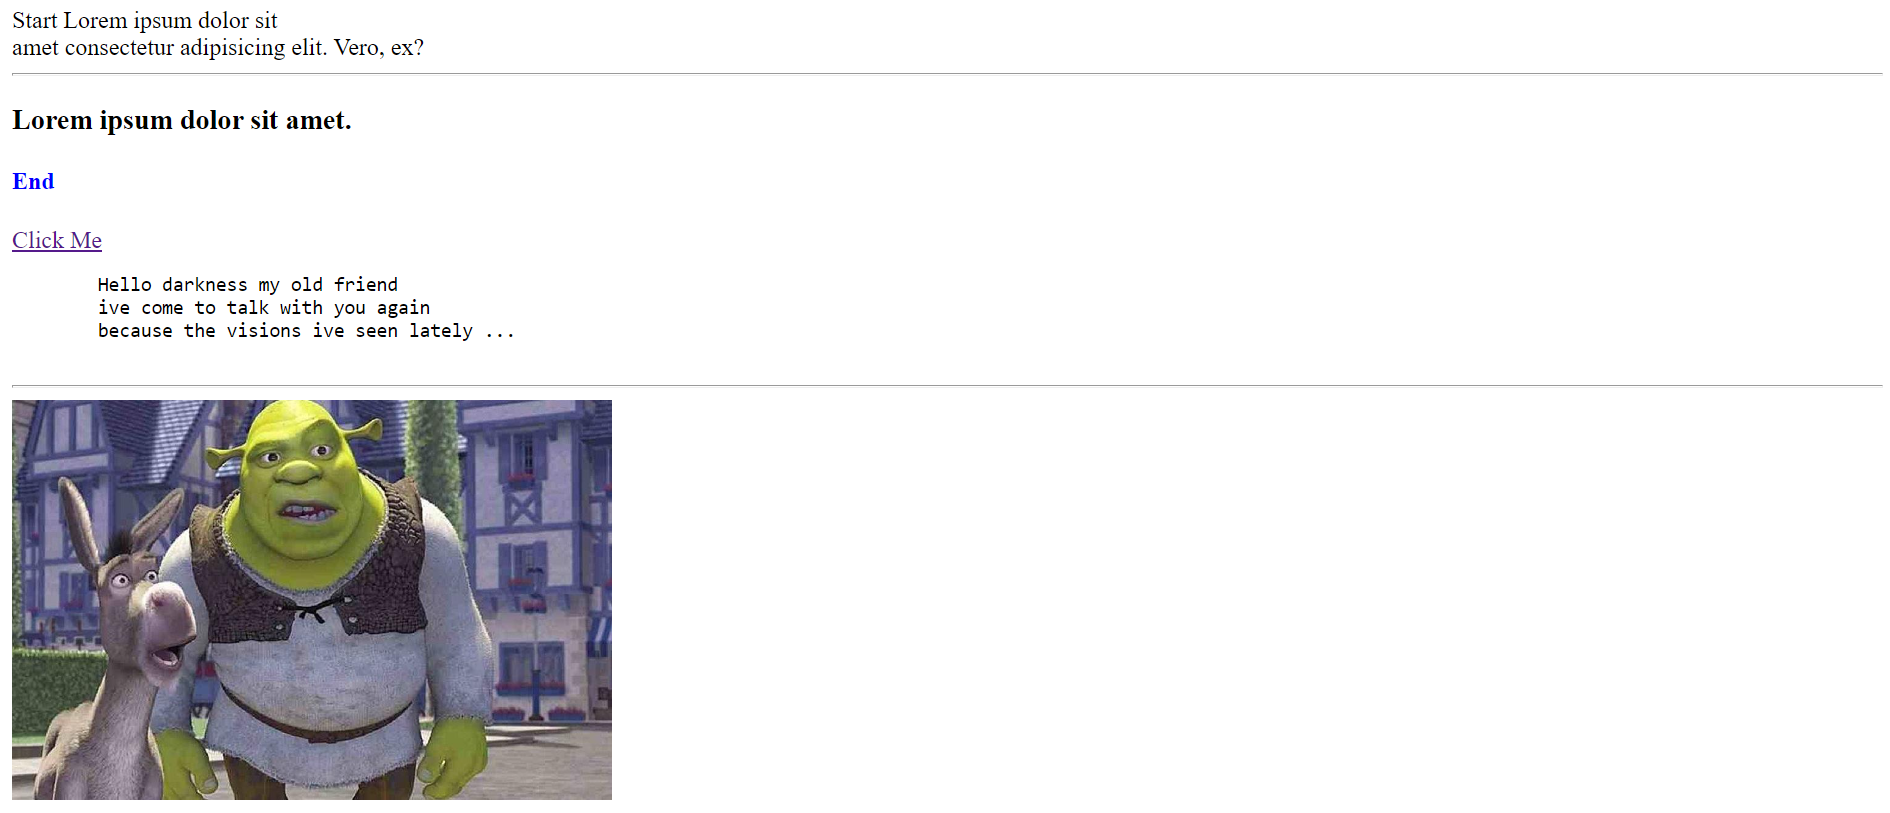 Start Lorem ipsum dolor sit
amet consectetur adipisicing elit. Vero, ex?
Lorem ipsum dolor sit amet.
End
Click Me
Hello darkness my old friend
ive come to talk with you again
because the visions ive seen lately ...